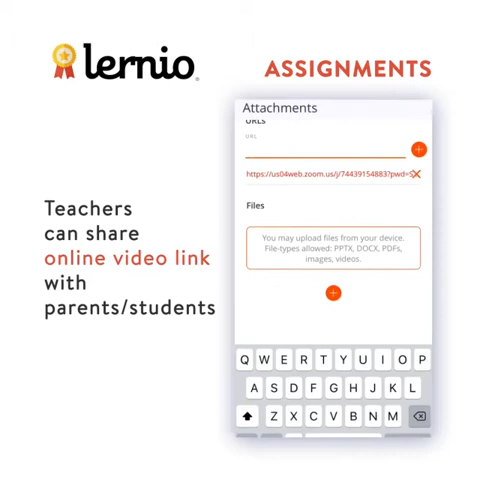 lernio
ASSIGNMENTS
Attachments
URLs
URL
https://us04web.zoom.us/j/74439154883?pwd=S
Files
You may upload files from your device.
File-types allowed: PPTX, DOCX, PDFs,
images, videos.
Teachers
can share
online video link
with
parents/students
Q W E R T Y U I O P
A S D F G H J K L
Z X C V B N M